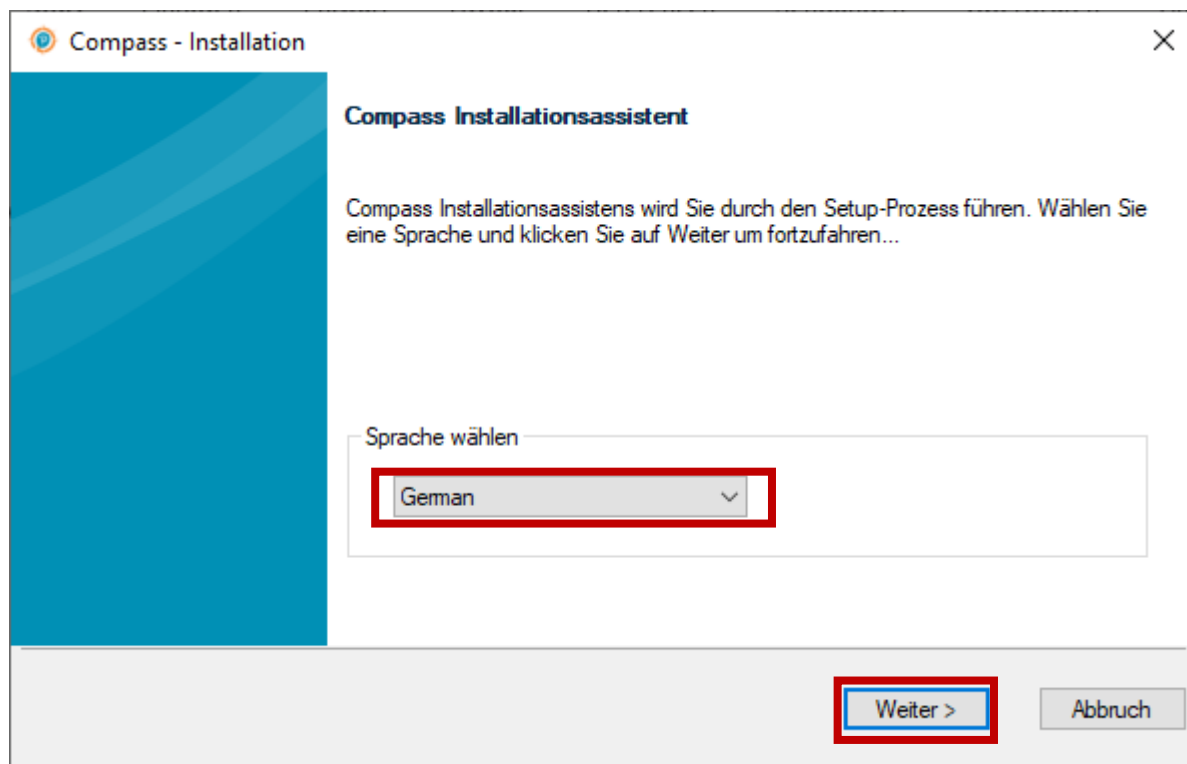 Compass - Installation
Compass Installationsassistent
Compass Installationsassistens wird Sie durch den Setup-Prozess führen. Wählen Sie
eine Sprache und klicken Sie auf Weiter um fortzufahren...
Sprache wählen
German
Weiter >
Abbruch